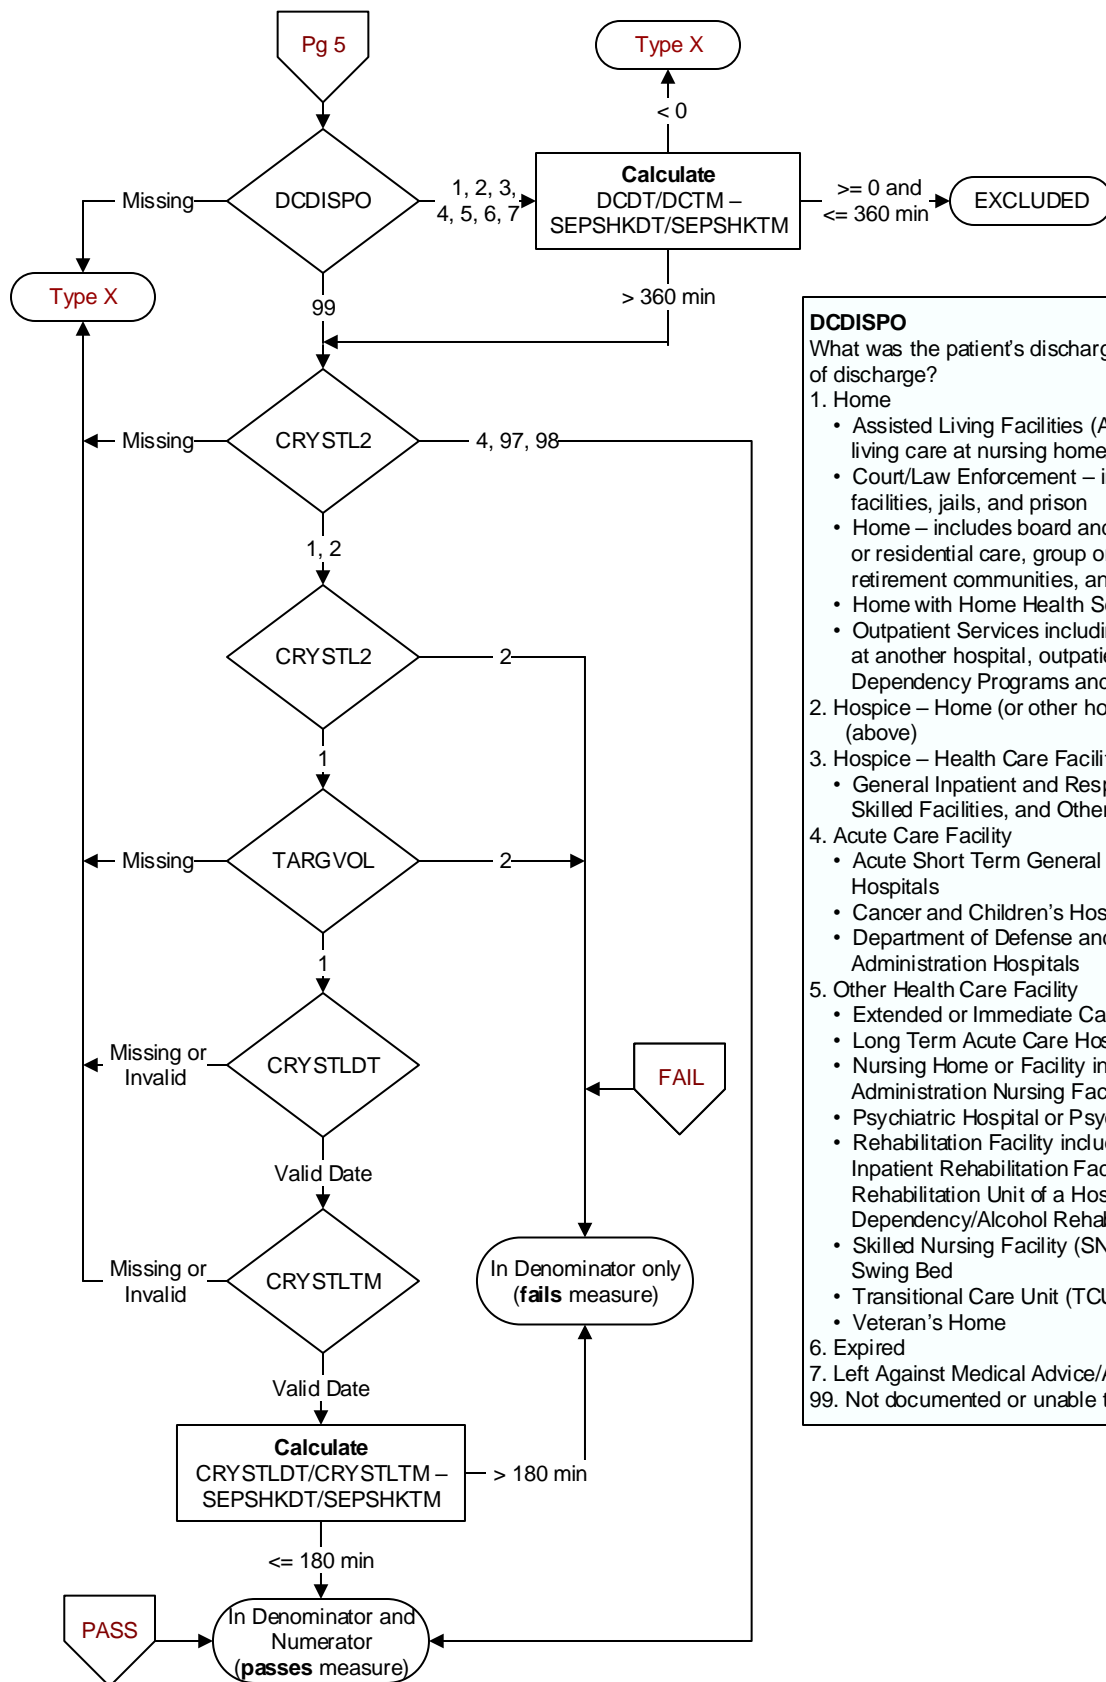 Pg 5
Type X
< 0
DCDISPO
Missing
1, 2, 3,
4, 5, 6, 7
Calculate
DCDT/DCTM –
SEPSHKDT/SEPSHKTM
>= 0 and
<= 360 min
EXCLUDED
Type X
99
> 360 min
CRYSTL2
Missing
4, 97, 98
1, 2
CRYSTL2
2
1
TARGVOL
Missing
2
1
CRYSTLDT
Missing or
Invalid
FAIL
Valid Date
CRYSTLTM
Missing or
Invalid
In Denominator only
(fails measure)
Valid Date
Calculate
CRYSTLDT/CRYSTLTM –
SEPSHKDT/SEPSHKTM
> 180 min
<= 180 min
PASS
In Denominator and
Numerator
(passes measure)
DCDISPO
What was the patient's discharg
of discharge?
1. Home
• Assisted Living Facilities (A
living care at nursing home
• Court/Law Enforcement – i
facilities, jails, and prison
• Home – includes board and
or residential care, group or
retirement communities, an
• Home with Home Health Se
• Outpatient Services includin
at another hospital, outpatie
Dependency Programs and
2. Hospice – Home (or other ho
(above)
3. Hospice – Health Care Facilit
• General Inpatient and Resp
Skilled Facilities, and Other
4. Acute Care Facility
• Acute Short Term General
Hospitals
• Cancer and Children's Hos
• Department of Defense and
Administration Hospitals
5. Other Health Care Facility
• Extended or Immediate Ca
• Long Term Acute Care Hos
• Nursing Home or Facility in
Administration Nursing Fac
• Psychiatric Hospital or Psyc
• Rehabilitation Facility includ
Inpatient Rehabilitation Fac
Rehabilitation Unit of a Hos
Dependency/Alcohol Rehab
• Skilled Nursing Facility (SN
Swing Bed
• Transitional Care Unit (TCU
• Veteran's Home
6. Expired
7. Left Against Medical Advice/A
99. Not documented or unable t